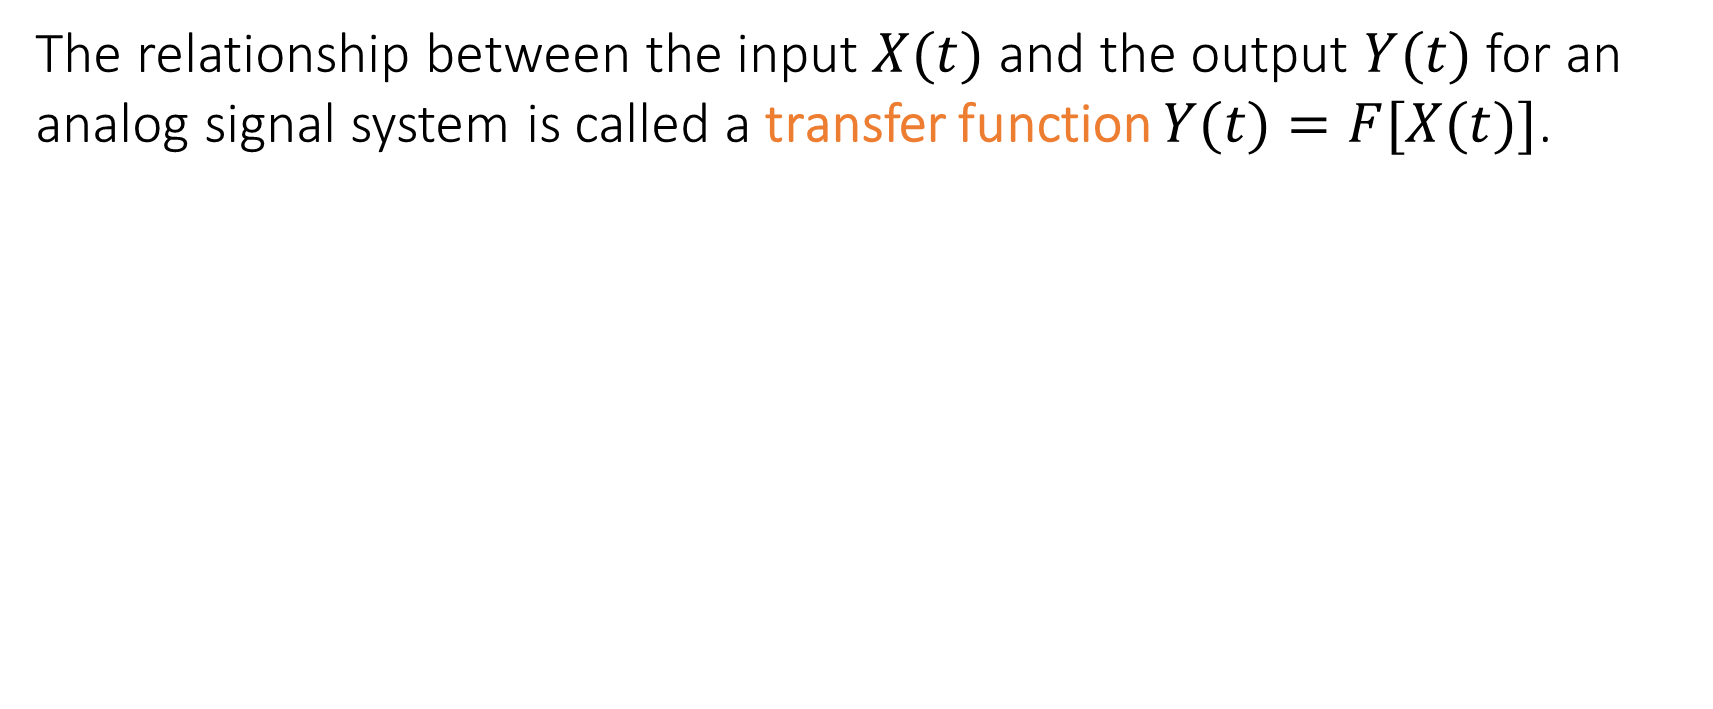 The relationship between the input X(t) and the output Y(t) for an
analog signal system is called a transfer function Y(t) = F[X(t)].